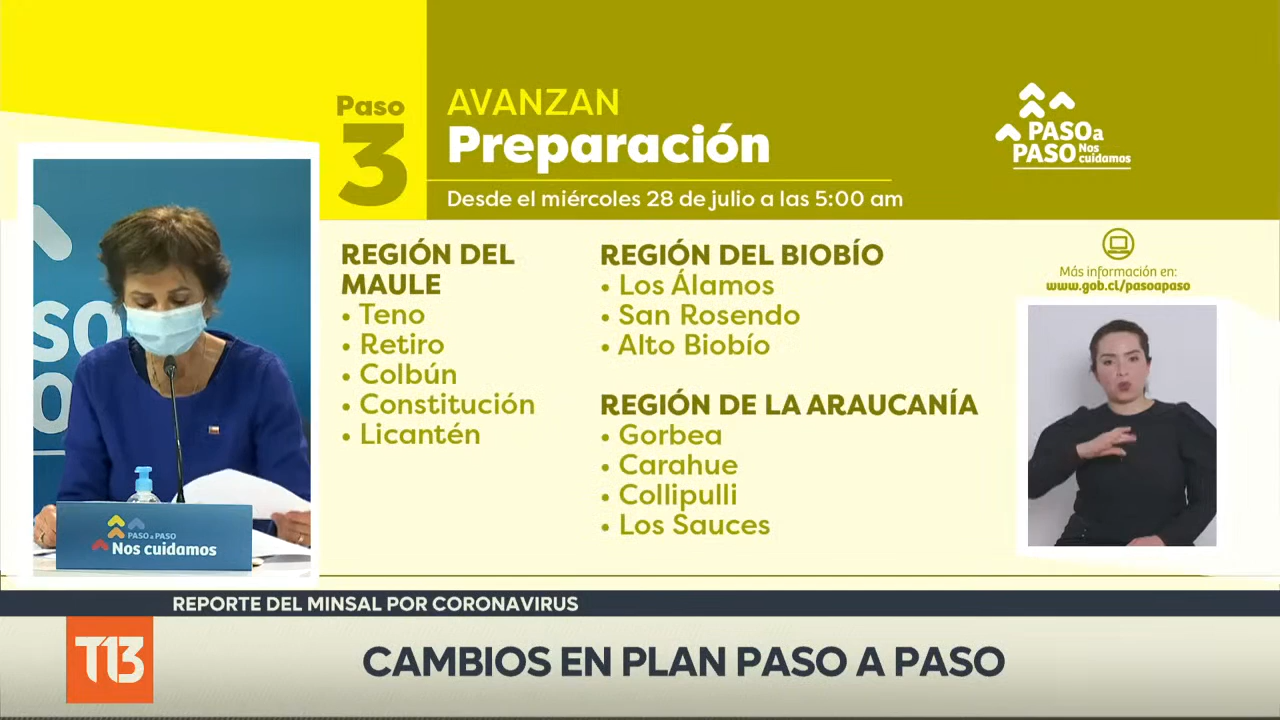 Paso
3
AVANZAN
Preparación
Desde el miércoles 28 de julio a las 5:00 am
PASO a
PASO Nos
cuidamos
REGIÓN DEL
MAULE
• Teno
• Retiro
• Colbún
• Constitución
• Licantén
REGIÓN DEL BIOBÍO
• Los Álamos
• San Rosendo
• Alto Biobío
REGIÓN DE LA ARAUCANÍA
• Gorbea
• Carahue
• Collipulli
• Los Sauces
Más información en:
www.gob.cl/pasoapaso
PASO a PASO
Nos cuidamos
REPORTE DEL MINSAL POR CORONAVIRUS
T13
CAMBIOS EN PLAN PASO A PASO